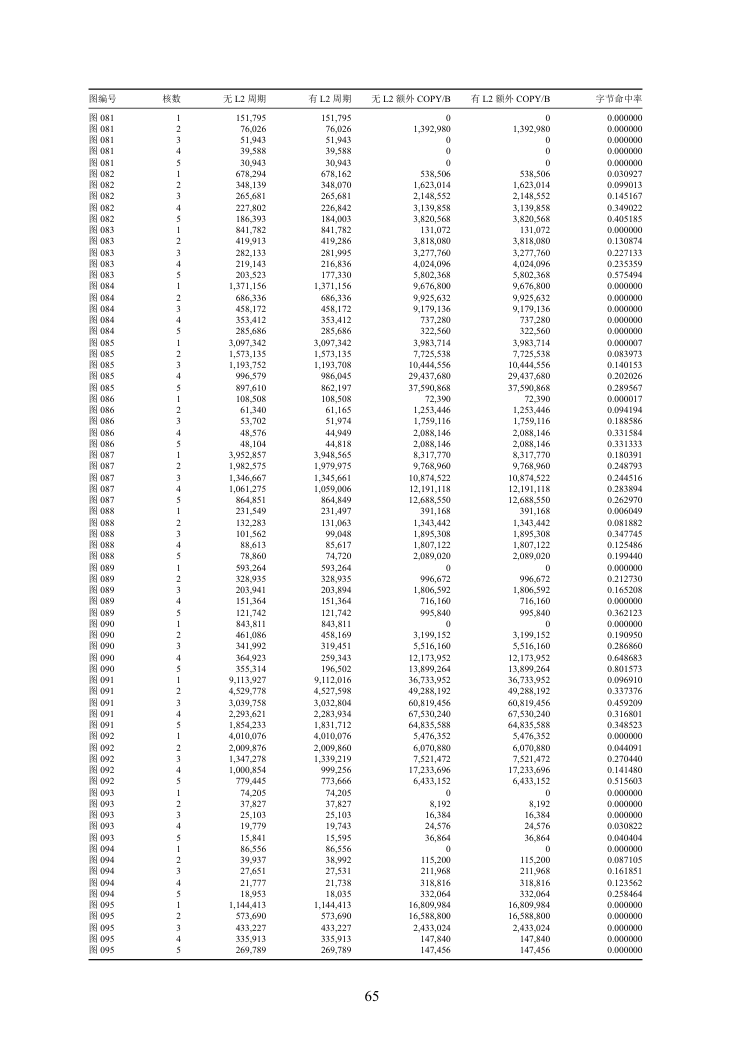 图编号 核数 无 L2 周期 有 L2 周期 无 L2 额外 COPY/B 有 L2 额外 COPY/B 字节命中率
图 081 1 151,795 151,795 0 0 0.000000
图 081 2 76,026 76,026 1,392,980 1,392,980 0.000000
图 081 3 51,943 51,943 0 0 0.000000
图 081 4 39,588 39,588 0 0 0.000000
图 081 5 30,943 30,943 0 0 0.000000
图 082 1 678,294 678,162 538,506 538,506 0.030927
图 082 2 348,139 348,070 1,623,014 1,623,014 0.099013
图 082 3 265,681 265,681 2,148,552 2,148,552 0.145167
图 082 4 227,802 226,842 3,139,858 3,139,858 0.349022
图 082 5 186,393 184,003 3,820,568 3,820,568 0.405185
图 083 1 841,782 841,782 131,072 131,072 0.000000
图 083 2 419,913 419,286 3,818,080 3,818,080 0.130874
图 083 3 282,133 281,995 3,277,760 3,277,760 0.227133
图 083 4 219,143 216,836 4,024,096 4,024,096 0.235359
图 083 5 203,523 177,330 5,802,368 5,802,368 0.575494
图 084 1 1,371,156 1,371,156 9,676,800 9,676,800 0.000000
图 084 2 686,336 686,336 9,925,632 9,925,632 0.000000
图 084 3 458,172 458,172 9,179,136 9,179,136 0.000000
图 084 4 353,412 353,412 737,280 737,280 0.000000
图 084 5 285,686 285,686 322,560 322,560 0.000000
图 085 1 3,097,342 3,097,342 3,983,714 3,983,714 0.000007
图 085 2 1,573,135 1,573,135 7,725,538 7,725,538 0.083973
图 085 3 1,193,752 1,193,708 10,444,556 10,444,556 0.140153
图 085 4 996,579 986,045 29,437,680 29,437,680 0.202026
图 085 5 897,610 862,197 37,590,868 37,590,868 0.289567
图 086 1 108,508 108,508 72,390 72,390 0.000017
图 086 2 61,340 61,165 1,253,446 1,253,446 0.094194
图 086 3 53,702 51,974 1,759,116 1,759,116 0.188586
图 086 4 48,576 44,949 2,088,146 2,088,146 0.331584
图 086 5 48,104 44,818 2,088,146 2,088,146 0.331333
图 087 1 3,952,857 3,948,565 8,317,770 8,317,770 0.180391
图 087 2 1,982,575 1,979,975 9,768,960 9,768,960 0.248793
图 087 3 1,346,667 1,345,661 10,874,522 10,874,522 0.244516
图 087 4 1,061,275 1,059,006 12,191,118 12,191,118 0.283894
图 087 5 864,851 864,849 12,688,550 12,688,550 0.262970
图 088 1 231,549 231,497 391,168 391,168 0.006049
图 088 2 132,283 131,063 1,343,442 1,343,442 0.081882
图 088 3 101,562 99,048 1,895,308 1,895,308 0.347745
图 088 4 88,613 85,617 1,807,122 1,807,122 0.125486
图 088 5 78,860 74,720 2,089,020 2,089,020 0.199440
图 089 1 593,264 593,264 0 0 0.000000
图 089 2 328,935 328,935 996,672 996,672 0.212730
图 089 3 203,941 203,894 1,806,592 1,806,592 0.165208
图 089 4 151,364 151,364 716,160 716,160 0.000000
图 089 5 121,742 121,742 995,840 995,840 0.362123
图 090 1 843,811 843,811 0 0 0.000000
图 090 2 461,086 458,169 3,199,152 3,199,152 0.190950
图 090 3 341,992 319,451 5,516,160 5,516,160 0.286860
图 090 4 364,923 259,343 12,173,952 12,173,952 0.648683
图 090 5 355,314 196,502 13,899,264 13,899,264 0.801573
图 091 1 9,113,927 9,112,016 36,733,952 36,733,952 0.096910
图 091 2 4,529,778 4,527,598 49,288,192 49,288,192 0.337376
图 091 3 3,039,758 3,032,804 60,819,456 60,819,456 0.459209
图 091 4 2,293,621 2,283,934 67,530,240 67,530,240 0.316801
图 091 5 1,854,233 1,831,712 64,835,588 64,835,588 0.348523
图 092 1 4,010,076 4,010,076 5,476,352 5,476,352 0.000000
图 092 2 2,009,876 2,009,860 6,070,880 6,070,880 0.044091
图 092 3 1,347,278 1,339,219 7,521,472 7,521,472 0.270440
图 092 4 1,000,854 999,256 17,233,696 17,233,696 0.141480
图 092 5 779,445 773,666 6,433,152 6,433,152 0.515603
图 093 1 74,205 74,205 0 0 0.000000
图 093 2 37,827 37,827 8,192 8,192 0.000000
图 093 3 25,103 25,103 16,384 16,384 0.000000
图 093 4 19,779 19,743 24,576 24,576 0.030822
图 093 5 15,841 15,595 36,864 36,864 0.040404
图 094 1 86,556 86,556 0 0 0.000000
图 094 2 39,937 38,992 115,200 115,200 0.087105
图 094 3 27,651 27,531 211,968 211,968 0.161851
图 094 4 21,777 21,738 318,816 318,816 0.123562
图 094 5 18,953 18,035 332,064 332,064 0.258464
图 095 1 1,144,413 1,144,413 16,809,984 16,809,984 0.000000
图 095 2 573,690 573,690 16,588,800 16,588,800 0.000000
图 095 3 433,227 433,227 2,433,024 2,433,024 0.000000
图 095 4 335,913 335,913 147,840 147,840 0.000000
图 095 5 269,789 269,789 147,456 147,456 0.000000
65